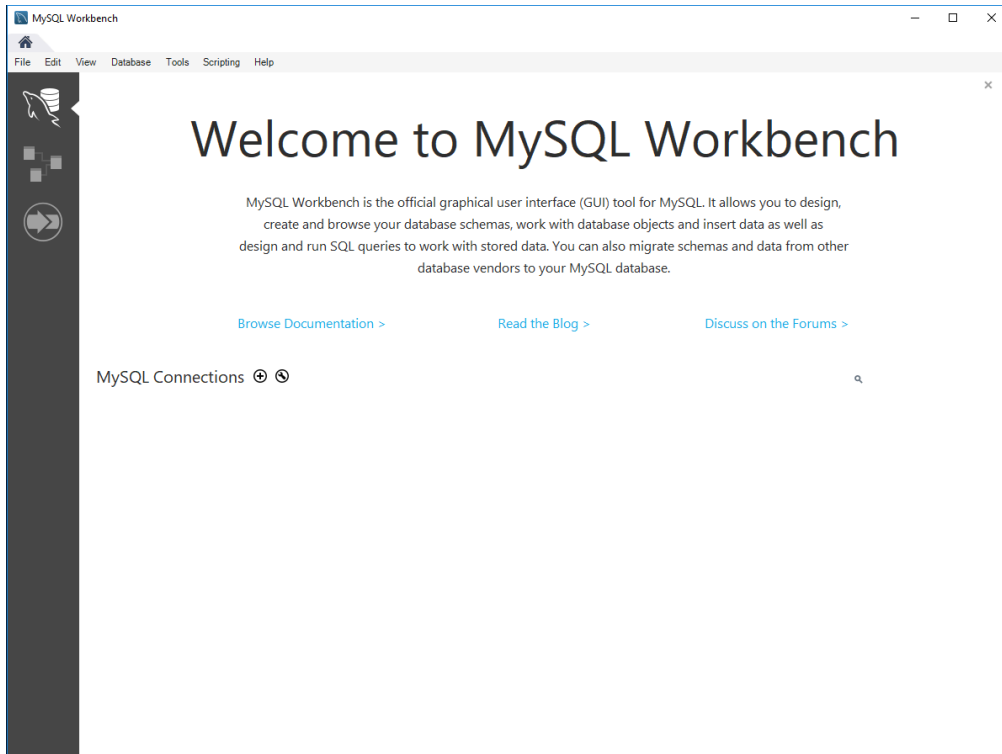 MySQL Workbench
File Edit View Database Tools Scripting Help
Welcome to MySQL Workbench
MySQL Workbench is the official graphical user interface (GUI) tool for MySQL. It allows you to design,
create and browse your database schemas, work with database objects and insert data as well as
design and run SQL queries to work with stored data. You can also migrate schemas and data from other
database vendors to your MySQL database.
Browse Documentation > Read the Blog > Discuss on the Forums >
MySQL Connections